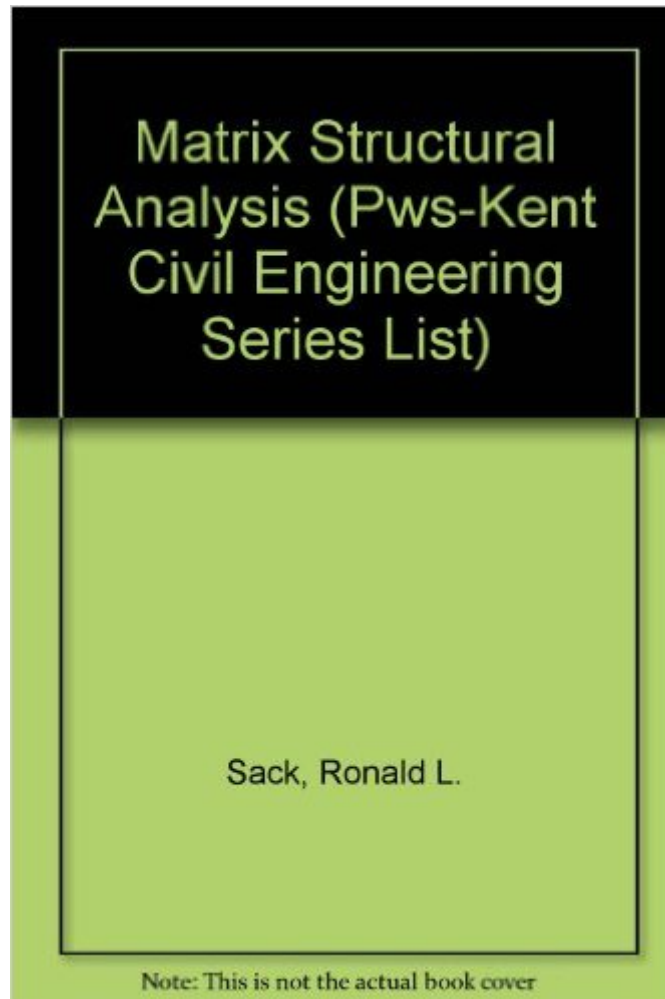 Matrix Structural
Analysis (Pws-Kent
Civil Engineering
Series List)
Sack, Ronald L.
Note: This is not the actual book cover